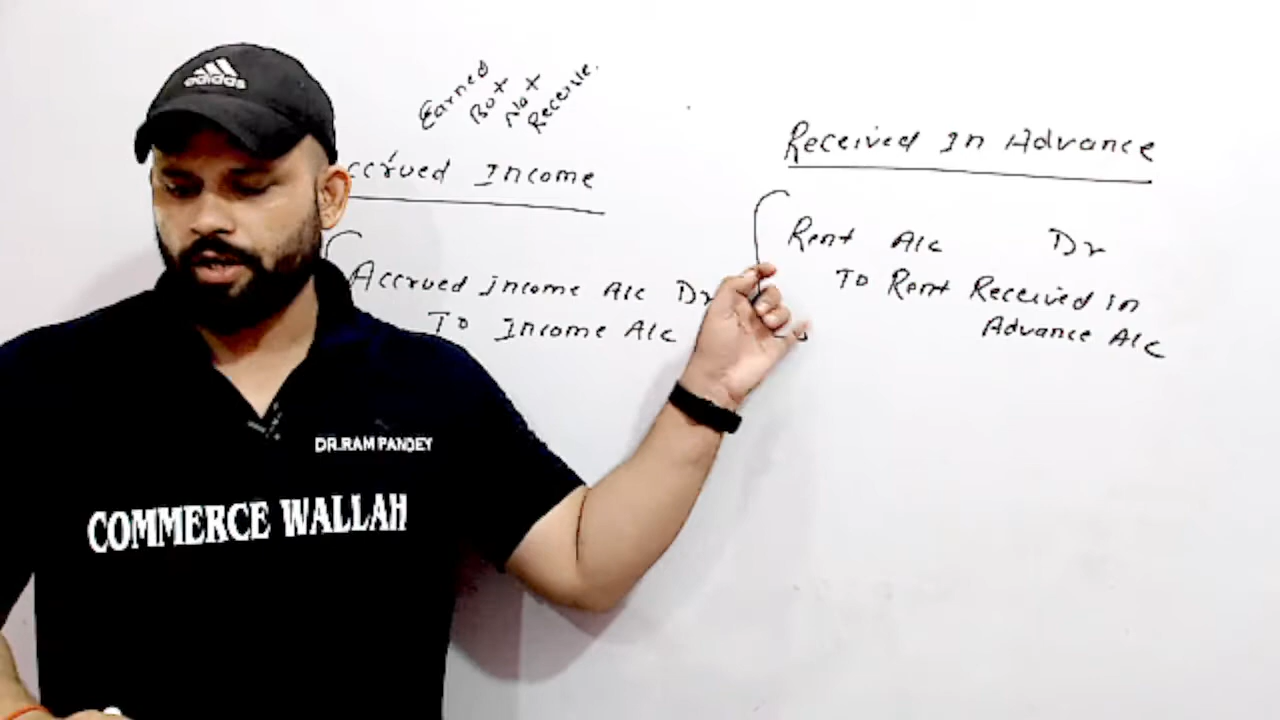 adidas
Earned
But
Not
Receive.
ccrued Income
Accrued income A/c Dr
To Income A/c
Received In Advance
Rent A/c Dr
To Rent Received in
Advance A/c
DR.RAM PANDEY
COMMERCE WALLAH